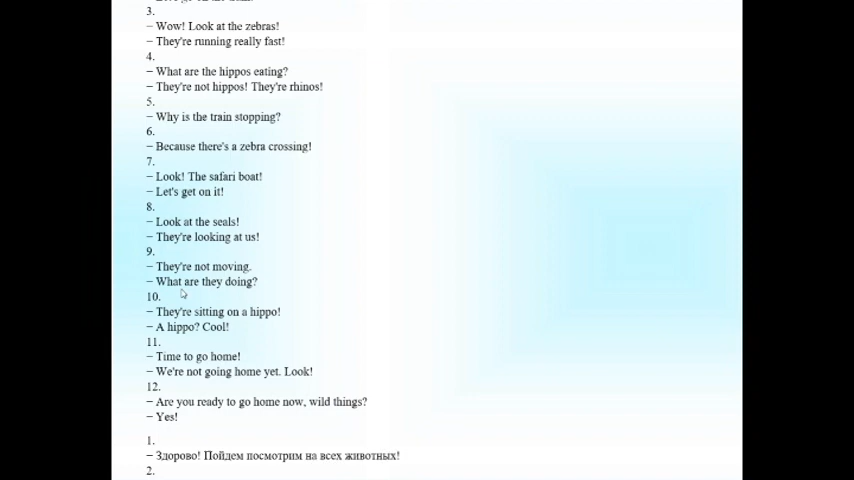 3.
– Wow! Look at the zebras!
– They're running really fast!
4.
– What are the hippos eating?
– They're not hippos! They're rhinos!
5.
– Why is the train stopping?
6.
– Because there's a zebra crossing!
7.
– Look! The safari boat!
– Let's get on it!
8.
– Look at the seals!
– They're looking at us!
9.
– They're not moving.
– What are they doing?
10.
– They're sitting on a hippo!
– A hippo? Cool!
11.
– Time to go home!
– We're not going home yet. Look!
12.
– Are you ready to go home now, wild things?
– Yes!
1.
– Здорово! Пойдем посмотрим на всех животных!
2.